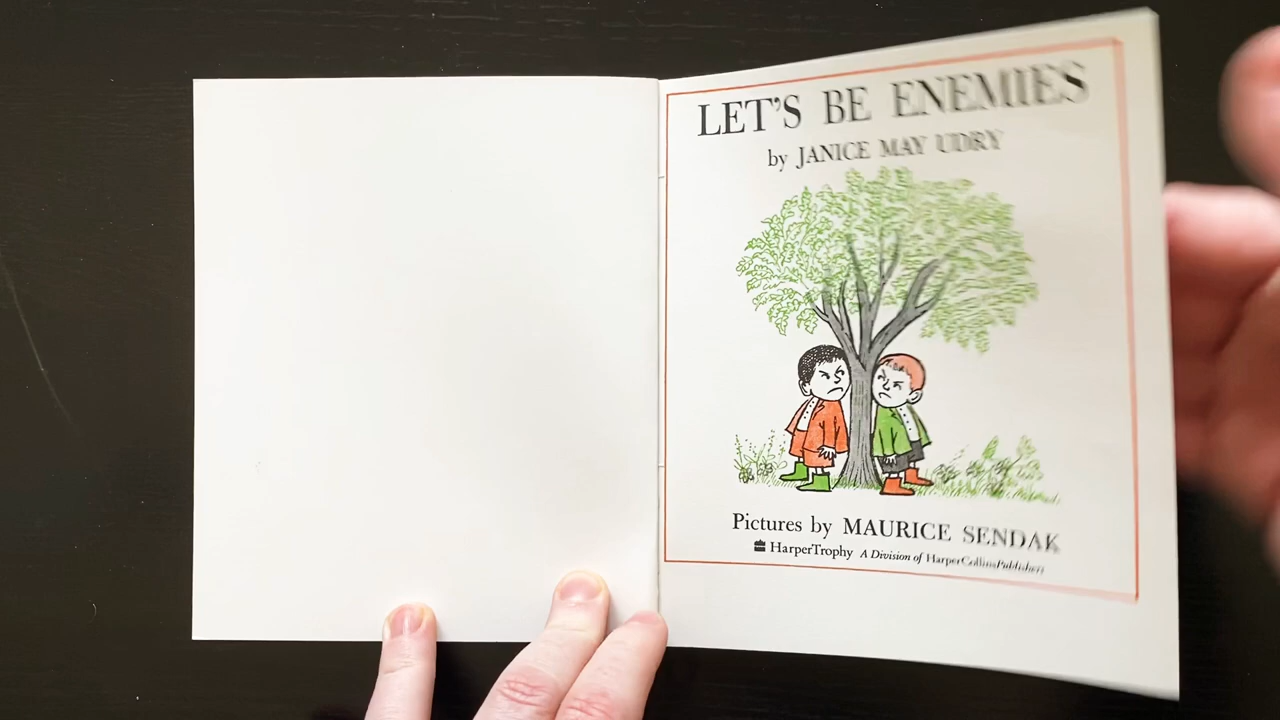 LET'S BE ENEMIES
by JANICE MAY UDRY
Pictures by MAURICE SENDAK
HarperTrophy A Division of HarperCollinsPublishers